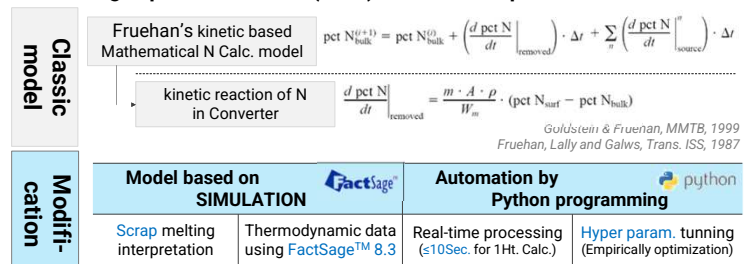 Classic
model
Fruehan's kinetic based
Mathematical N Calc. model
pct N_bulk^(i+1) = pct N_bulk^(i) + (d pct N/dt |_removed) · Δt + Σ_n (d pct N/dt |^n_source) · Δt
kinetic reaction of N
in Converter
d pct N/dt |_removed = m · A · ρ/W_m · (pct N_surf − pct N_bulk)
Goldstein & Fruehan, MMTB, 1999
Fruehan, Lally and Galws, Trans. ISS, 1987
Modifi-
cation
Model based on
SIMULATION
FactSage™
Automation by
Python programming
python
Scrap melting
interpretation
Thermodynamic data
using FactSage™ 8.3
Real-time processing
(≤10Sec. for 1Ht. Calc.)
Hyper param. tunning
(Empirically optimization)